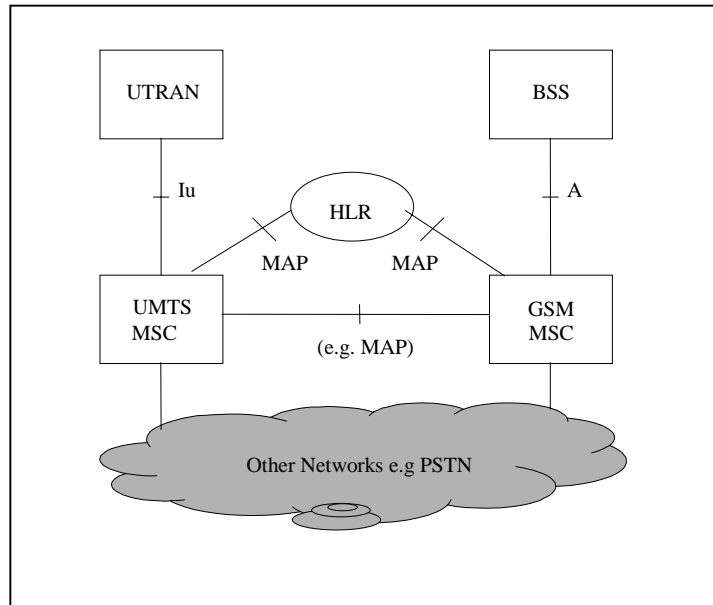 UTRAN
BSS
Iu
A
HLR
MAP
MAP
UMTS
MSC
GSM
MSC
(e.g. MAP)
Other Networks e.g PSTN